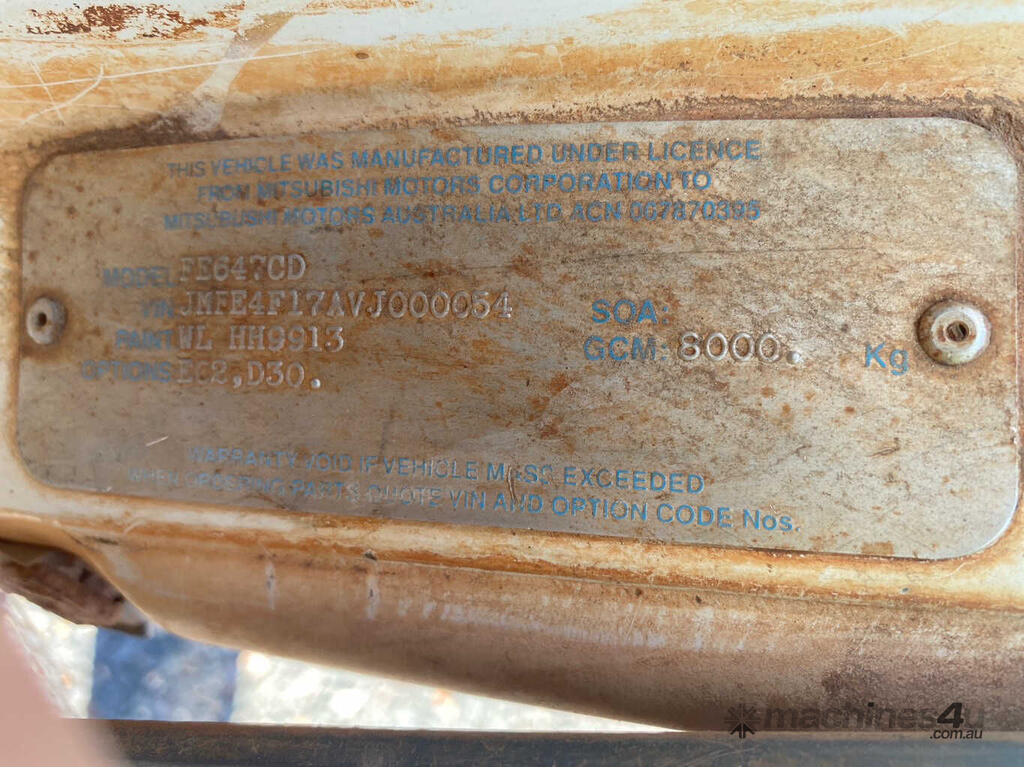 THIS VEHICLE WAS MANUFACTURED UNDER LICENCE
FROM MITSUBISHI MOTORS CORPORATION TO
MITSUBUSHI MOTORS AUSTRALIA LTD ACN 007870395
MODEL FE647CD
VIN JMFE4F17AVJ000054
PAINT WL HH9913
OPTIONS D30.
SOA:
GCM: 8000. Kg
WARRANTY VOID IF VEHICLE MASS EXCEEDED
WHEN ORDERING PARTS QUOTE VIN AND OPTION CODE Nos.
machines4u
.com.au